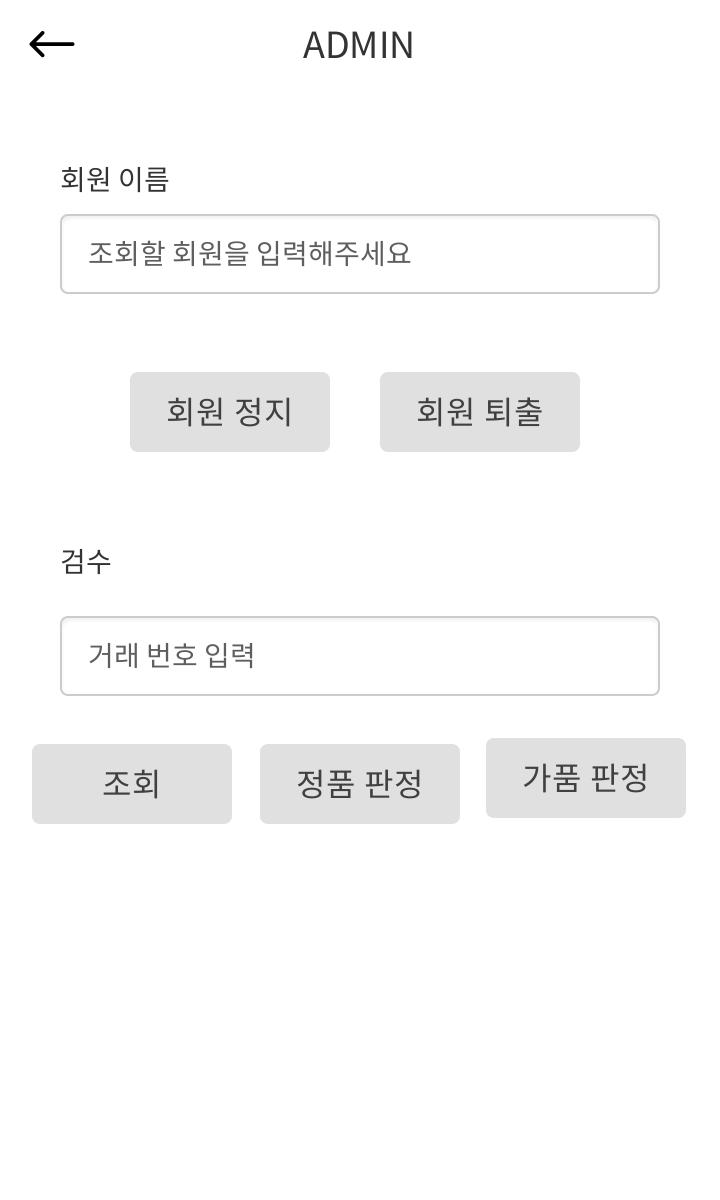 ADMIN
회원 이름
조회할 회원을 입력해주세요
회원 정지 회원 퇴출
검수
거래 번호 입력
조회 정품 판정 가품 판정